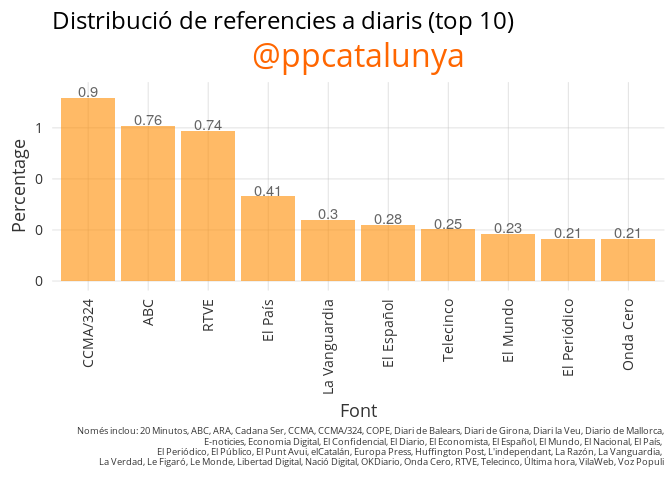 Distribució de referencies a diaris (top 10)
@ppcatalunya
Percentage
1
0
0
0
0.9
0.76
0.74
0.41
0.3
0.28
0.25
0.23
0.21
0.21
CCMA/324
ABC
RTVE
El País
La Vanguardia
El Español
Telecinco
El Mundo
El Periódico
Onda Cero
Font
Només inclou: 20 Minutos, ABC, ARA, Cadana Ser, CCMA, CCMA/324, COPE, Diari de Balears, Diari de Girona, Diari la Veu, Diario de Mallorca,
E-noticies, Economia Digital, El Confidencial, El Diario, El Economista, El Español, El Mundo, El Nacional, El País,
El Periódico, El Público, El Punt Avui, elCatalán, Europa Press, Huffington Post, L'independant, La Razón, La Vanguardia,
La Verdad, Le Figaró, Le Monde, Libertad Digital, Nació Digital, OKDiario, Onda Cero, RTVE, Telecinco, Última hora, VilaWeb, Voz Populi